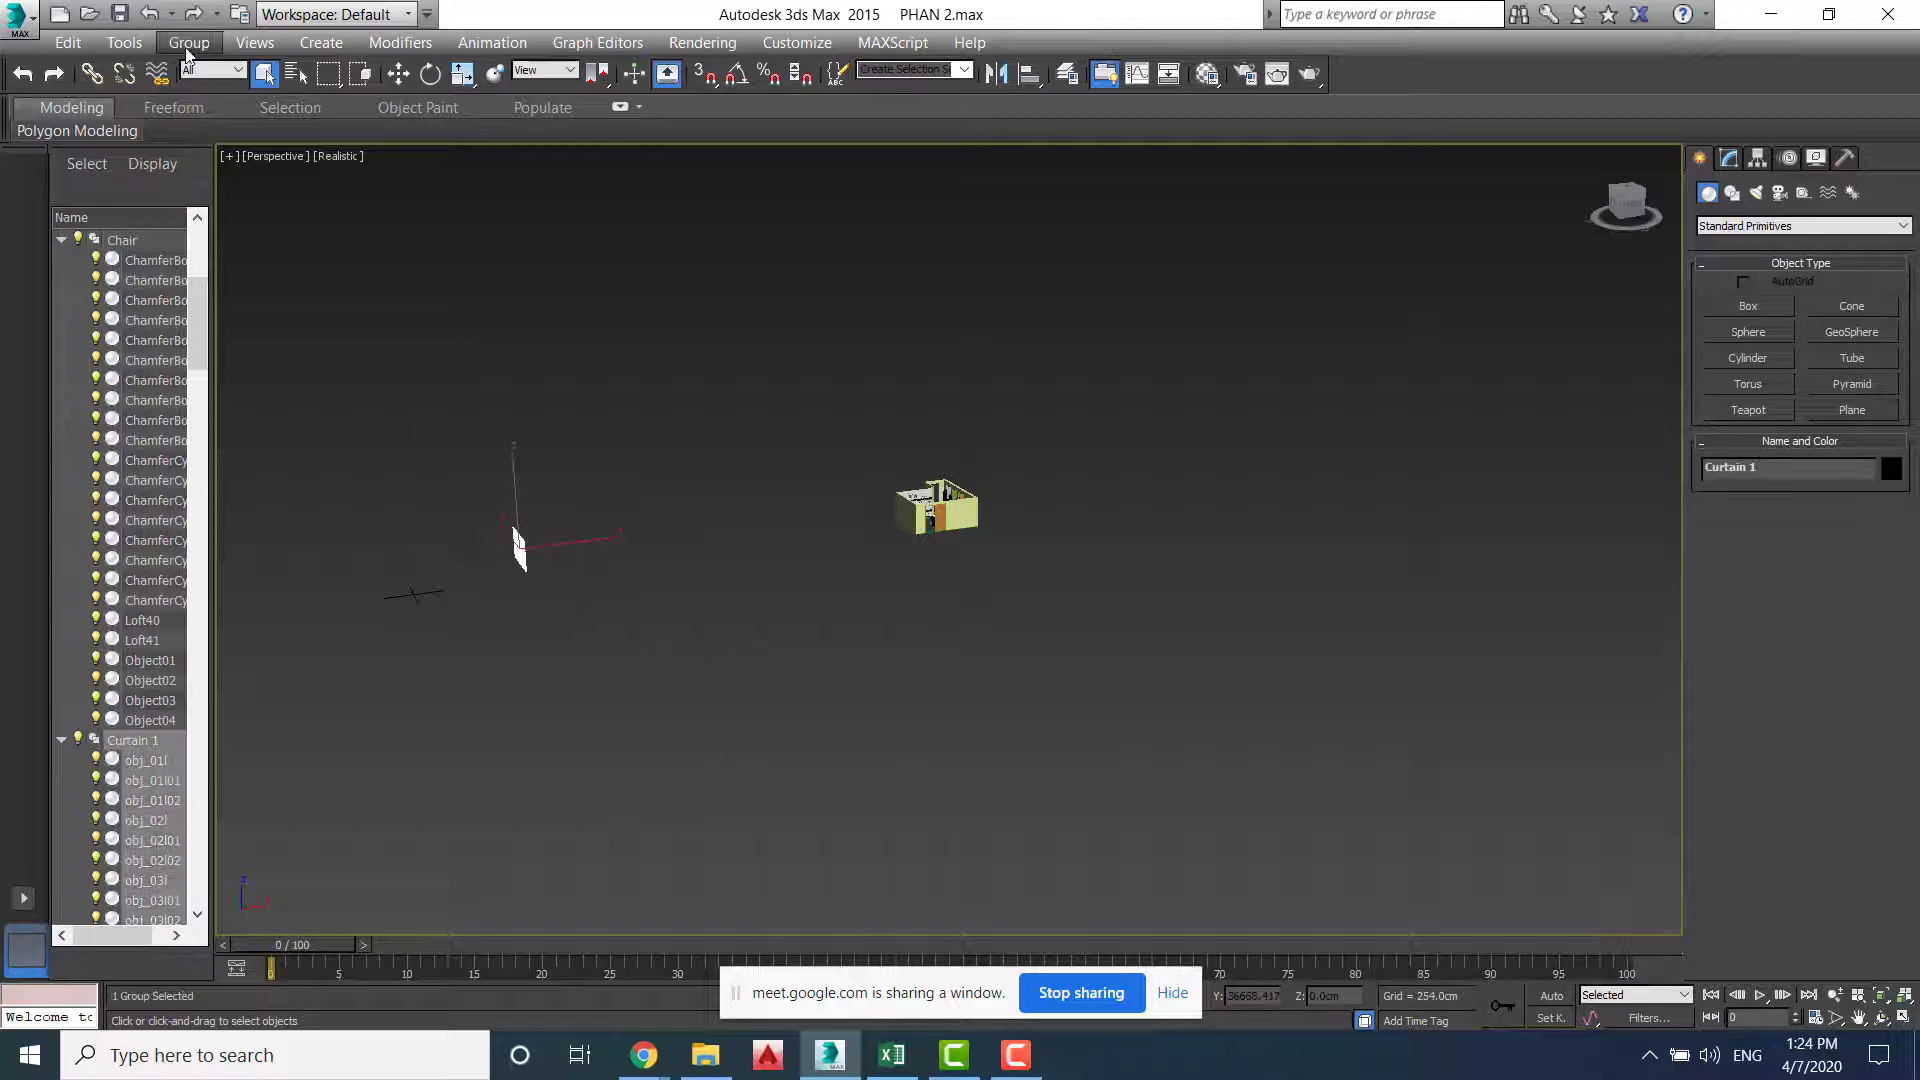 MAX
Workspace: Default
Autodesk 3ds Max 2015 PHAN 2.max
Type a keyword or phrase
Edit Tools Group Views Create Modifiers Animation Graph Editors Rendering Customize MAXScript Help
All
View
3
ABC
Create Selection Se
Modeling Freeform Selection Object Paint Populate
Polygon Modeling
Select Display
[+] [Perspective] [Realistic]
Name
Chair
ChamferBo
ChamferBo
ChamferBo
ChamferBo
ChamferBo
ChamferBo
ChamferBo
ChamferBo
ChamferBo
ChamferBo
ChamferCy
ChamferCy
ChamferCy
ChamferCy
ChamferCy
ChamferCy
ChamferCy
ChamferCy
Loft40
Loft41
Object01
Object02
Object03
Object04
Curtain 1
obj_01l
obj_01l01
obj_01l02
obj_02l
obj_02l01
obj_02l02
obj_03l
obj_03l01
obj_03l02
Standard Primitives
Object Type
AutoGrid
Box Cone
Sphere GeoSphere
Cylinder Tube
Torus Pyramid
Teapot Plane
Name and Color
Curtain 1
0 / 100
0 5 10 15 20 25 30 70 75 80 85 90 95 100
meet.google.com is sharing a window. Stop sharing Hide
1 Group Selected
Y: 36668.417 Z: 0.0cm Grid = 254.0cm
Auto Selected
Welcome to
Click or click-and-drag to select objects
Add Time Tag
Set K. Filters... 0
Type here to search
MAX
ENG
1:24 PM
4/7/2020